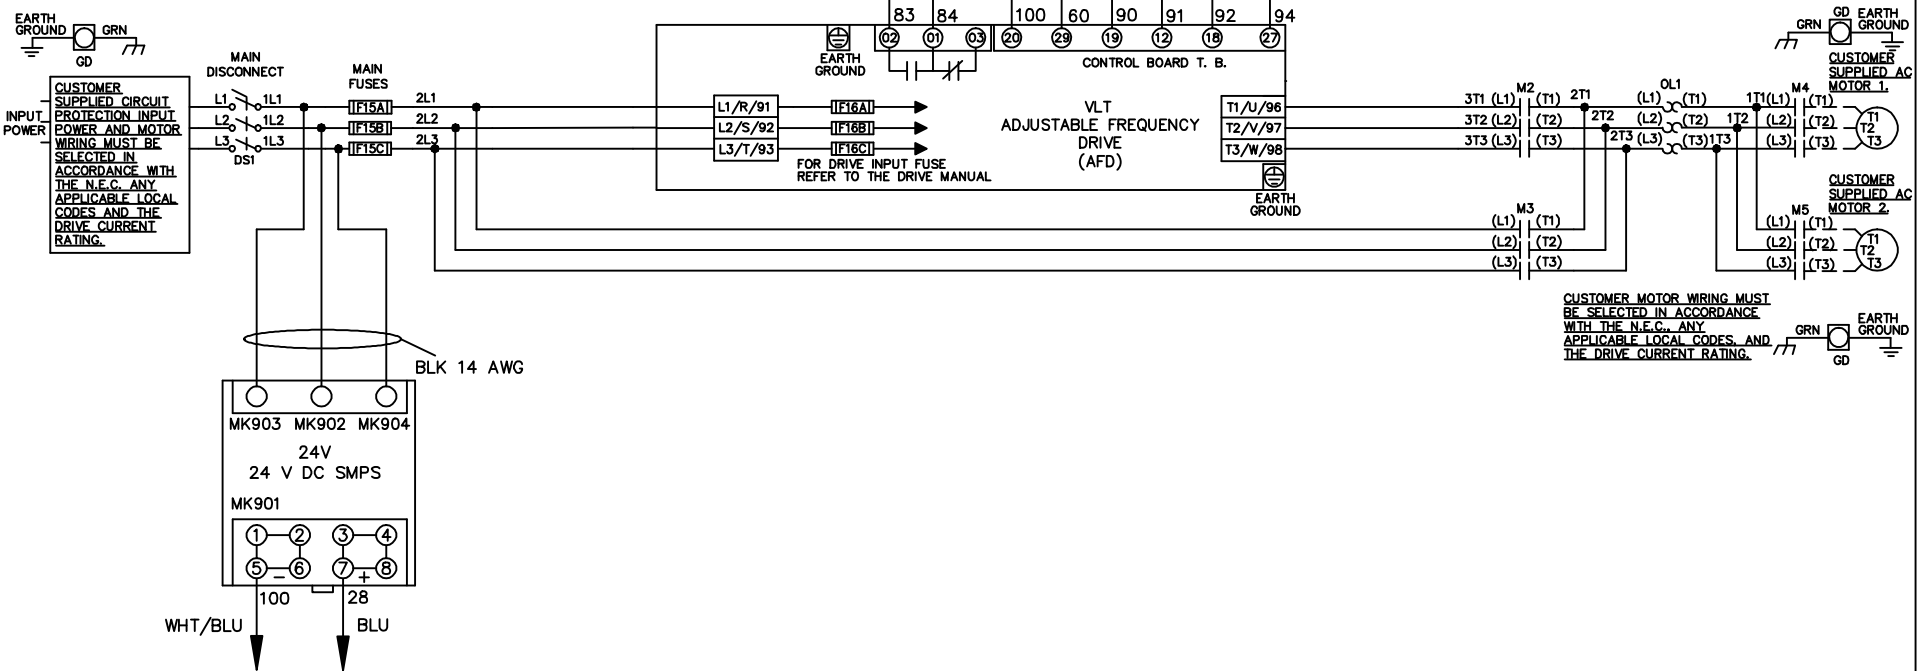 EARTH
GROUND
GRN
GD
83
84
100
60
90
91
92
94
GD
EARTH
GROUND
GRN
INPUT
POWER
CUSTOMER
SUPPLIED CIRCUIT
PROTECTION INPUT
POWER AND MOTOR
WIRING MUST BE
SELECTED IN
ACCORDANCE WITH
THE N.E.C. ANY
APPLICABLE LOCAL
CODES AND THE
DRIVE CURRENT
RATING.
MAIN
DISCONNECT
L1
L2
L3
1L1
1L2
1L3
DS1
MAIN
FUSES
F15A
F15B
F15C
2L1
2L2
2L3
EARTH
GROUND
02
01
03
20
29
19
12
18
27
CONTROL BOARD T. B.
L1/R/91
L2/S/92
L3/T/93
F16A
F16B
F16C
FOR DRIVE INPUT FUSE
REFER TO THE DRIVE MANUAL
VLT
ADJUSTABLE FREQUENCY
DRIVE
(AFD)
T1/U/96
T2/V/97
T3/W/98
EARTH
GROUND
M2
3T1 (L1) (T1) 2T1
3T2 (L2) (T2) 2T2
3T3 (L3) (T3) 2T3
OL1
(L1) (T1) 1T1
(L2) (T2) 1T2
(L3) (T3) 1T3
M4
(L1) (T1)
(L2) (T2)
(L3) (T3)
CUSTOMER
SUPPLIED AC
MOTOR 1.
T1
T2
T3
M3
(L1) (T1)
(L2) (T2)
(L3) (T3)
M5
(L1) (T1)
(L2) (T2)
(L3) (T3)
CUSTOMER
SUPPLIED AC
MOTOR 2.
T1
T2
T3
CUSTOMER MOTOR WIRING MUST
BE SELECTED IN ACCORDANCE
WITH THE N.E.C., ANY
APPLICABLE LOCAL CODES, AND
THE DRIVE CURRENT RATING.
GRN
EARTH
GROUND
GD
BLK 14 AWG
MK903 MK902 MK904
24V
24 V DC SMPS
MK901
1 2 3 4
5 6 7 8
- +
100
28
WHT/BLU
BLU